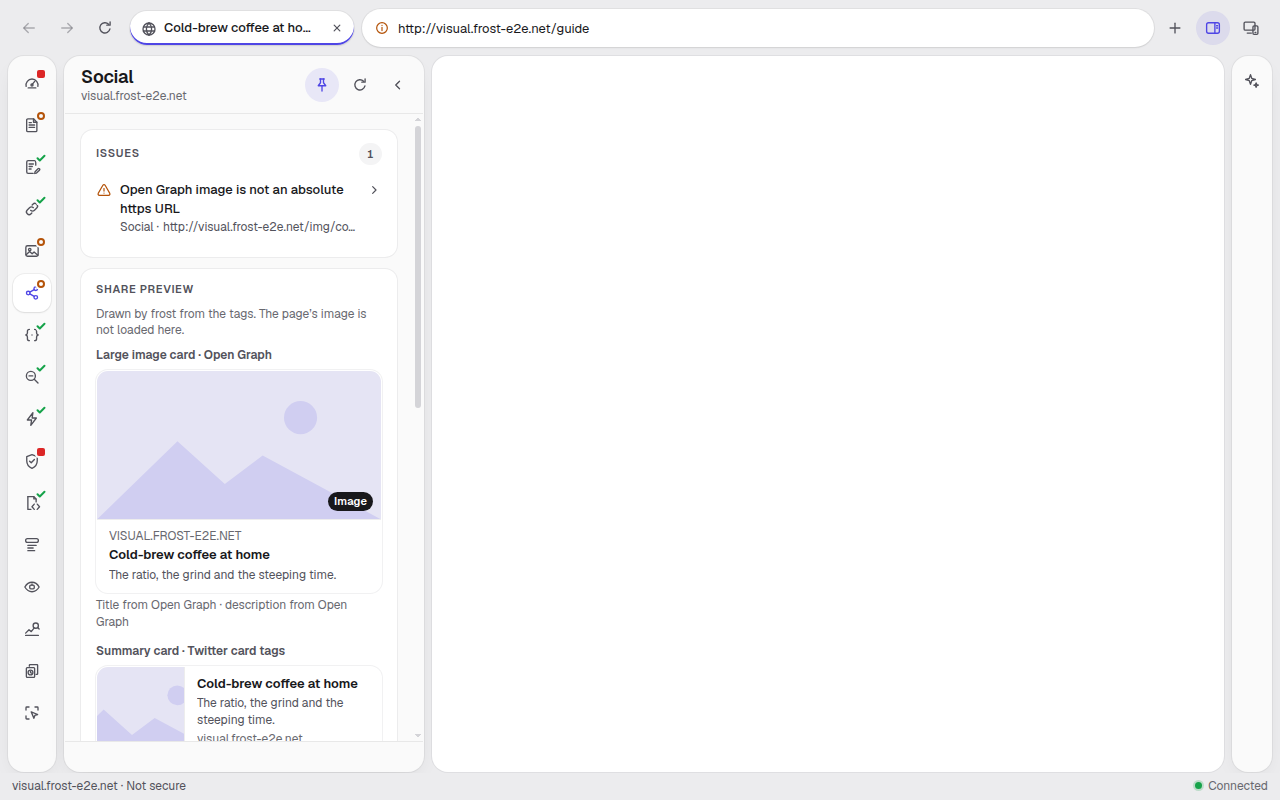 Cold-brew coffee at ho...
http://visual.frost-e2e.net/guide
Social
visual.frost-e2e.net
ISSUES
1
Open Graph image is not an absolute
https URL
Social · http://visual.frost-e2e.net/img/co...
SHARE PREVIEW
Drawn by frost from the tags. The page's image is
not loaded here.
Large image card · Open Graph
Image
VISUAL.FROST-E2E.NET
Cold-brew coffee at home
The ratio, the grind and the steeping time.
Title from Open Graph · description from Open
Graph
Summary card · Twitter card tags
Cold-brew coffee at home
The ratio, the grind and the
steeping time.
visual.frost-e2e.net
visual.frost-e2e.net · Not secure
Connected